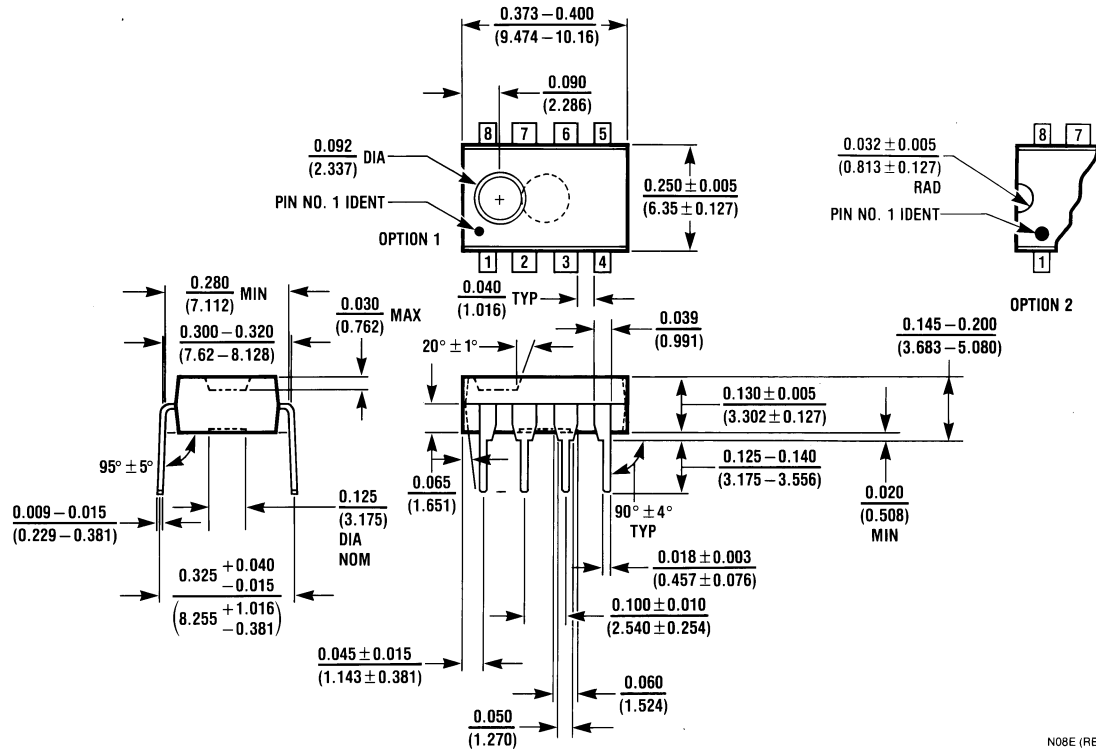 0.373 – 0.400
(9.474 – 10.16)
0.090
(2.286)
8 7 6 5
0.092 DIA
(2.337)
PIN NO. 1 IDENT
OPTION 1
0.250 ± 0.005
(6.35 ± 0.127)
1 2 3 4
0.032 ± 0.005
(0.813 ± 0.127)
RAD
PIN NO. 1 IDENT
8 7
1
OPTION 2
0.280 MIN
(7.112)
0.030 MAX
(0.762)
0.300 – 0.320
(7.62 – 8.128)
0.040 TYP
(1.016)
0.039
(0.991)
0.145 – 0.200
(3.683 – 5.080)
20° ± 1°
0.130 ± 0.005
(3.302 ± 0.127)
95° ± 5°
0.065
(1.651)
0.125 – 0.140
(3.175 – 3.556)
0.020
(0.508)
MIN
90° ± 4°
TYP
0.009 – 0.015
(0.229 – 0.381)
0.125
(3.175)
DIA
NOM
0.018 ± 0.003
(0.457 ± 0.076)
0.325 +0.040
–0.015
(8.255 +1.016
–0.381)
0.100 ± 0.010
(2.540 ± 0.254)
0.045 ± 0.015
(1.143 ± 0.381)
0.060
(1.524)
0.050
(1.270)
N08E (RE